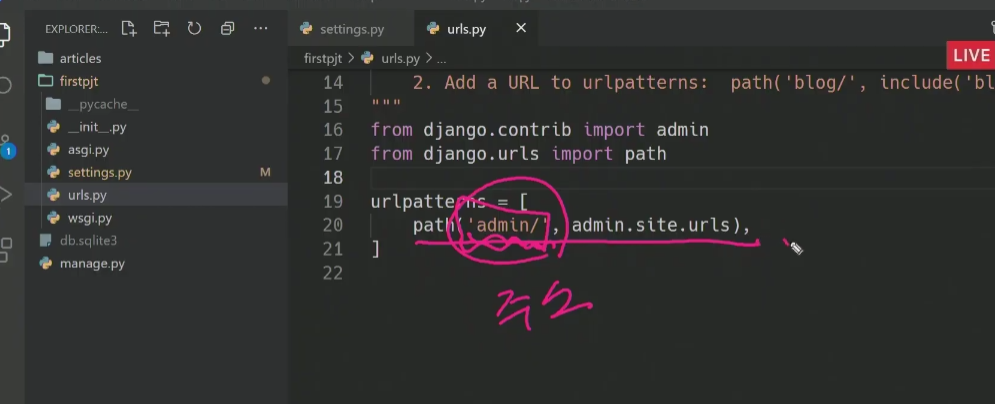 EXPLORER:...
settings.py
urls.py
LIVE
articles
firstpjt > urls.py > ...
firstpjt
14 2. Add a URL to urlpatterns: path('blog/', include('bl
__pycache__
15 """
__init__.py
16 from django.contrib import admin
asgi.py
17 from django.urls import path
1
settings.py M
18
urls.py
19 urlpatterns = [
wsgi.py
20 path('admin/', admin.site.urls),
db.sqlite3
21 ]
manage.py
22
주소